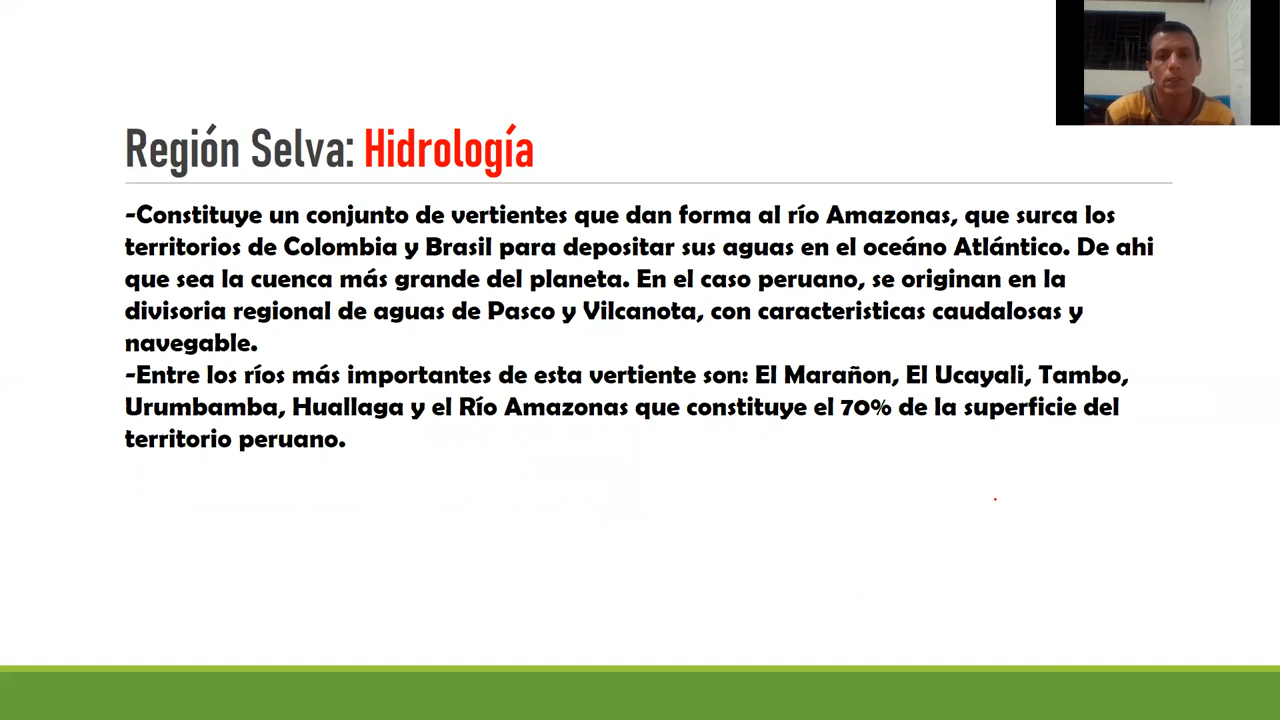 Región Selva: Hidrología
-Constituye un conjunto de vertientes que dan forma al río Amazonas, que surca los
territorios de Colombia y Brasil para depositar sus aguas en el oceáno Atlántico. De ahi
que sea la cuenca más grande del planeta. En el caso peruano, se originan en la
divisoria regional de aguas de Pasco y Vilcanota, con caracteristicas caudalosas y
navegable.
-Entre los ríos más importantes de esta vertiente son: El Marañon, El Ucayali, Tambo,
Urumbamba, Huallaga y el Río Amazonas que constituye el 70% de la superficie del
territorio peruano.